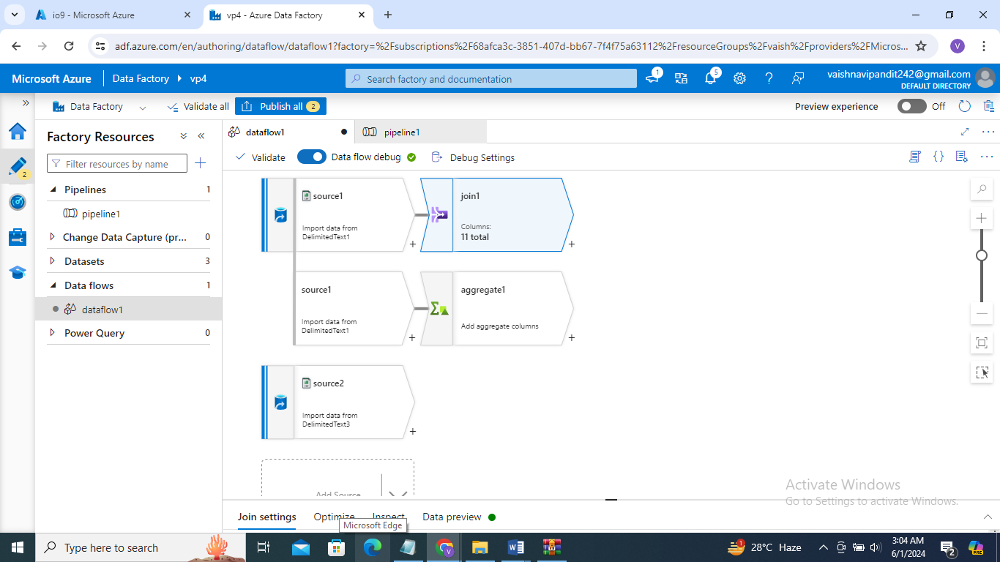 io9 - Microsoft Azure
vp4 - Azure Data Factory
adf.azure.com/en/authoring/dataflow/dataflow1?factory=%2Fsubscriptions%2F68afca3c-3851-407d-bb67-7f4f75a63112%2FresourceGroups%2Fvaish%2Fproviders%2FMicros...
V
Microsoft Azure
Data Factory
vp4
Search factory and documentation
1
5
vaishnavipandit242@gmail.com
DEFAULT DIRECTORY
Data Factory
Validate all
Publish all 2
Preview experience
Off
Factory Resources
dataflow1
pipeline1
Filter resources by name
Validate
Data flow debug
Debug Settings
2
Pipelines 1
pipeline1
Change Data Capture (pr... 0
Datasets 3
Data flows 1
dataflow1
Power Query 0
source1
Import data from
DelimitedText1
join1
Columns:
11 total
source1
Import data from
DelimitedText1
aggregate1
Add aggregate columns
source2
Import data from
DelimitedText3
Add Source
Activate Windows
Go to Settings to activate Windows.
Join settings
Optimize
Inspect
Data preview
Microsoft Edge
Type here to search
V
W
1
28°C Haze
3:04 AM
6/1/2024
2
PRE